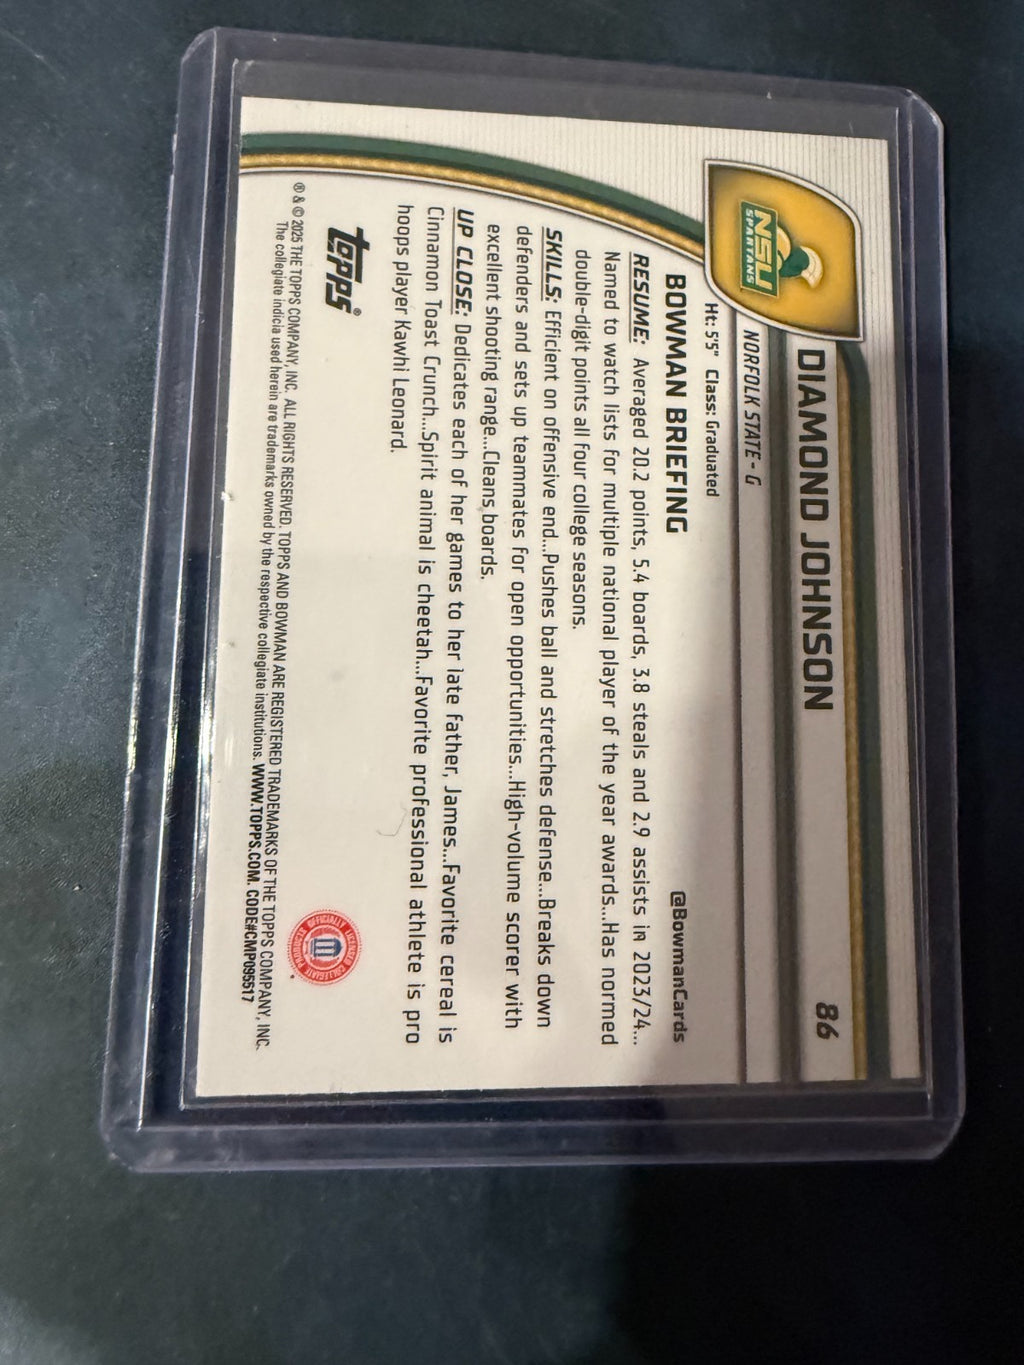 DIAMOND JOHNSON
86
NORFOLK STATE - G
NSU
SPARTANS
Ht: 5'5" Class: Graduated
BOWMAN BRIEFING
@BowmanCards
RESUME: Averaged 20.2 points, 5.4 boards, 3.8 steals and 2.9 assists in 2023/24...
Named to watch lists for multiple national player of the year awards...Has normed
double-digit points all four college seasons.
SKILLS: Efficient on offensive end...Pushes ball and stretches defense...Breaks down
defenders and sets up teammates for open opportunities...High-volume scorer with
excellent shooting range...Cleans boards.
UP CLOSE: Dedicates each of her games to her late father, James...Favorite cereal is
Cinnamon Toast Crunch...Spirit animal is cheetah...Favorite professional athlete is pro
hoops player Kawhi Leonard.
topps®
OFFICIALLY LICENSED COLLEGIATE PRODUCTS
® & © 2025 THE TOPPS COMPANY, INC. ALL RIGHTS RESERVED. TOPPS AND BOWMAN ARE REGISTERED TRADEMARKS OF THE TOPPS COMPANY, INC.
The collegiate indicia used herein are trademarks owned by the respective collegiate institutions. WWW.TOPPS.COM. CODE#CMP095517